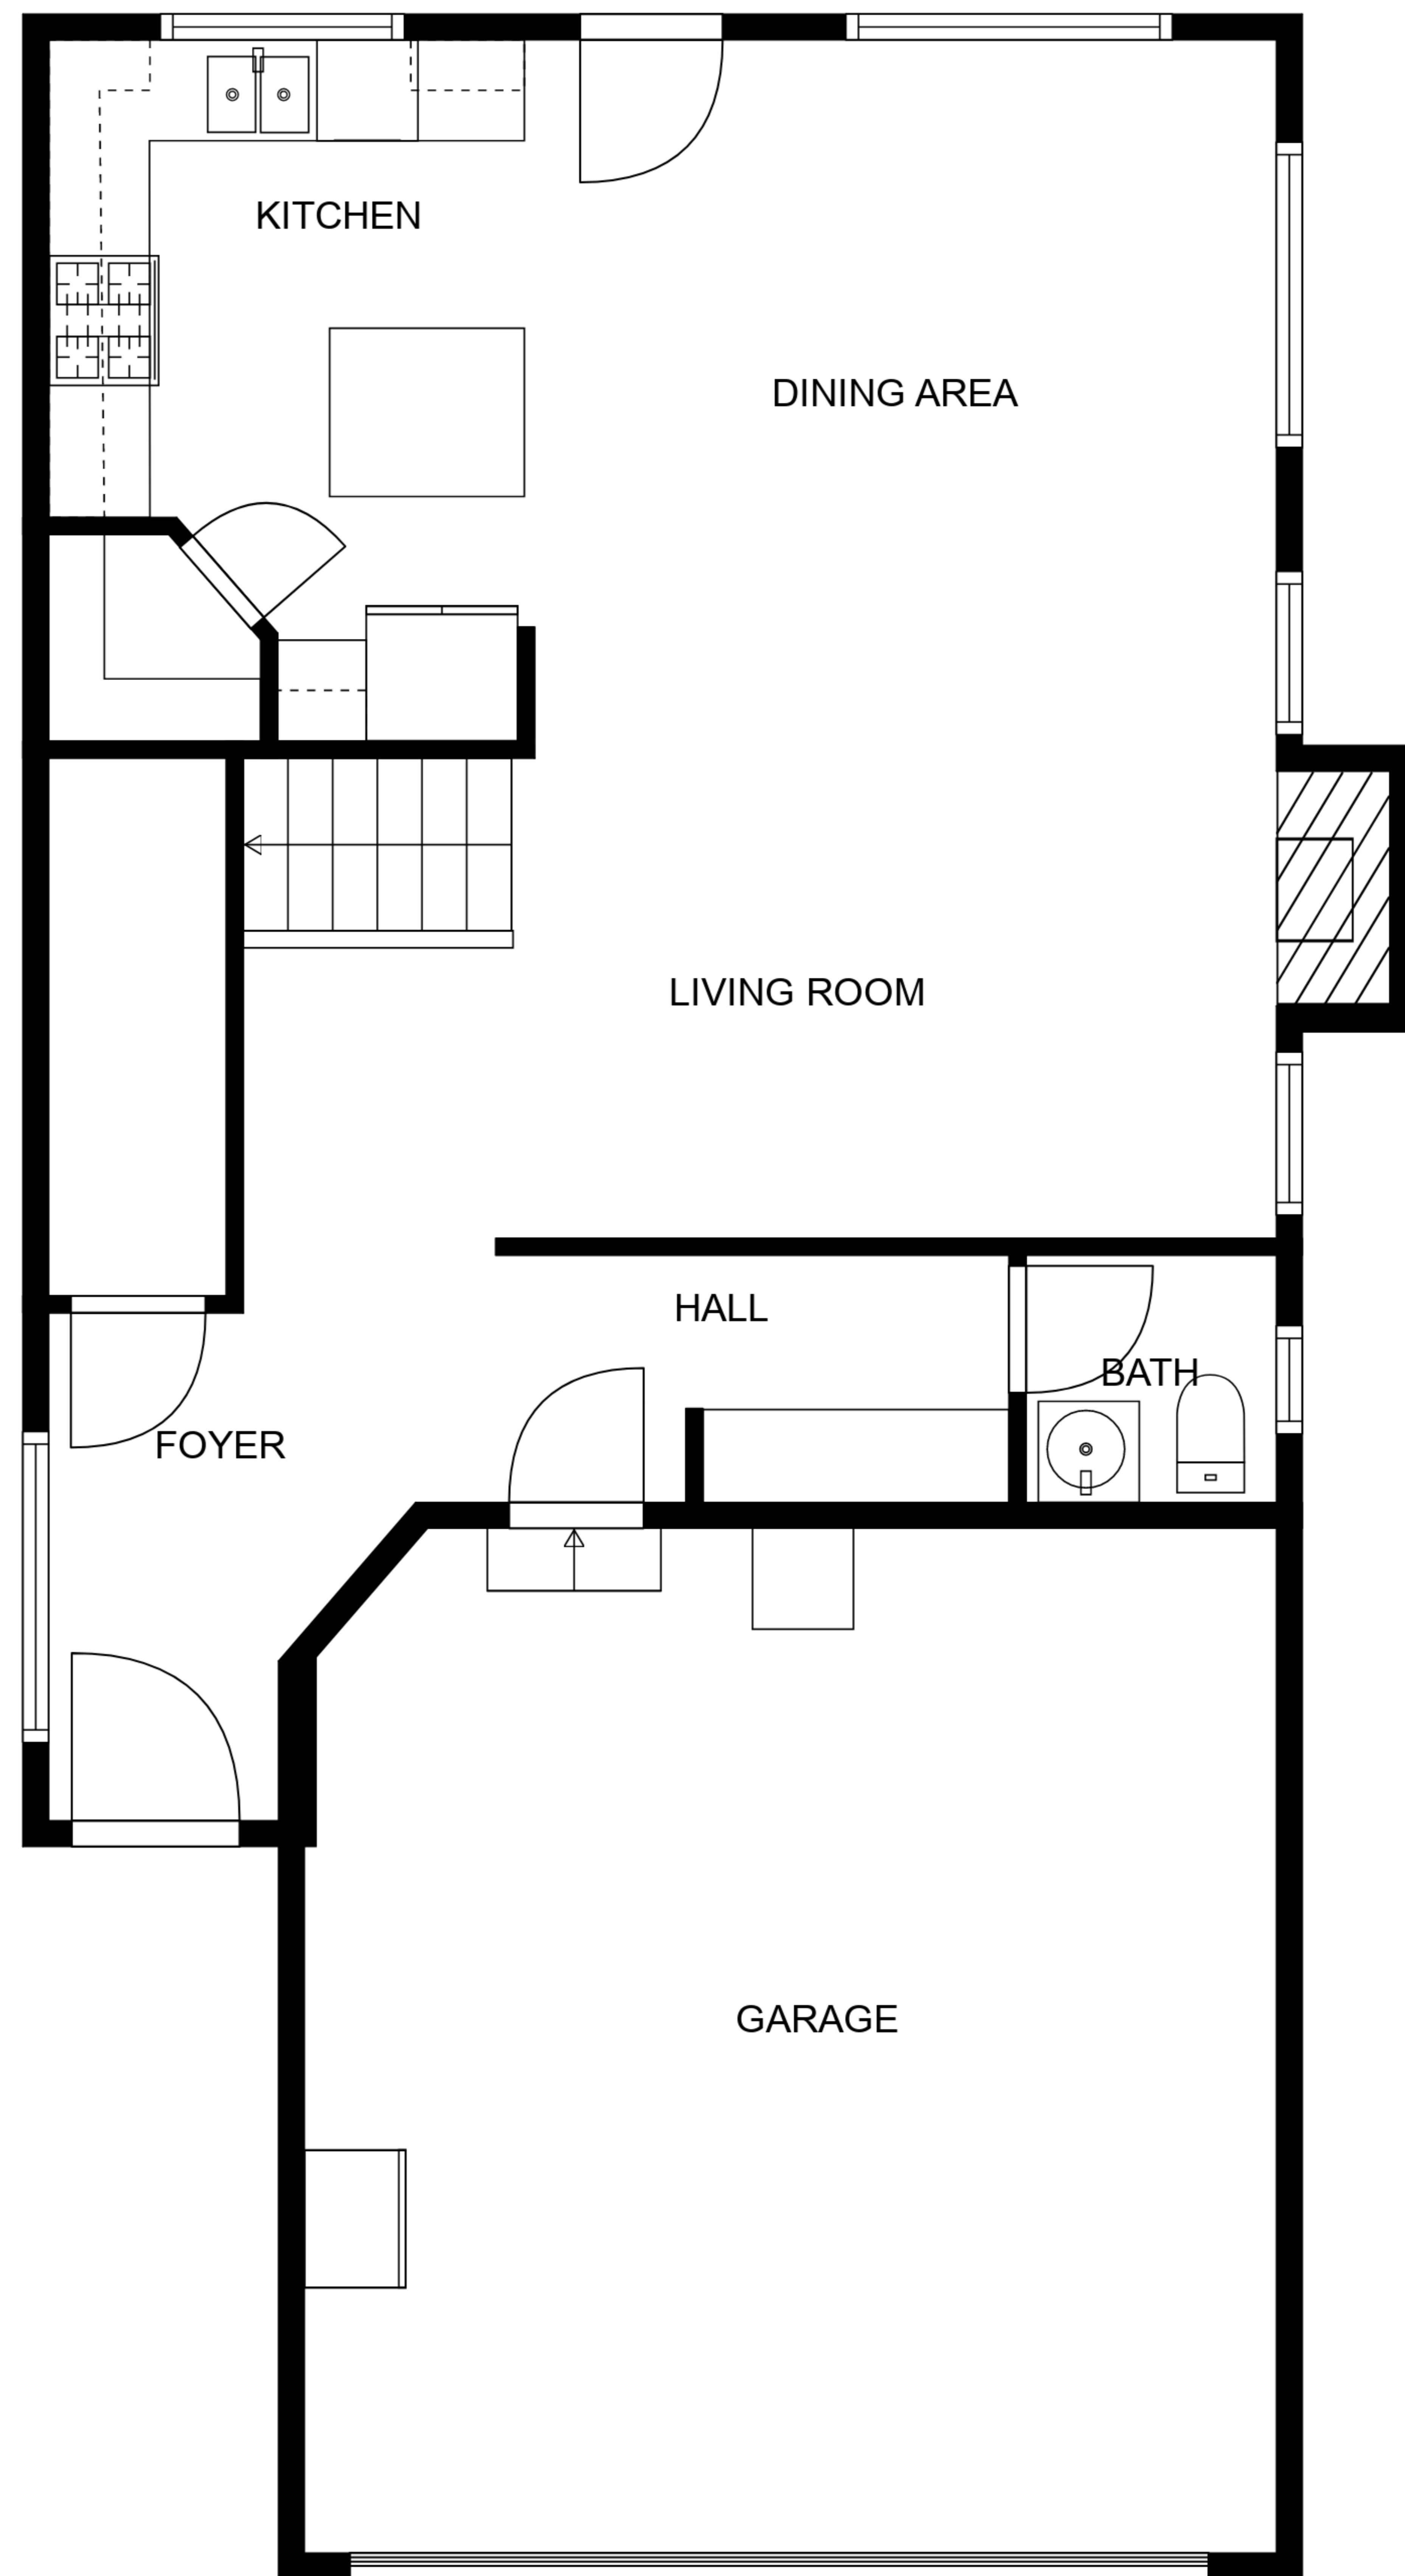 KITCHEN
DINING AREA
LIVING ROOM
HALL
BATH
FOYER
GARAGE